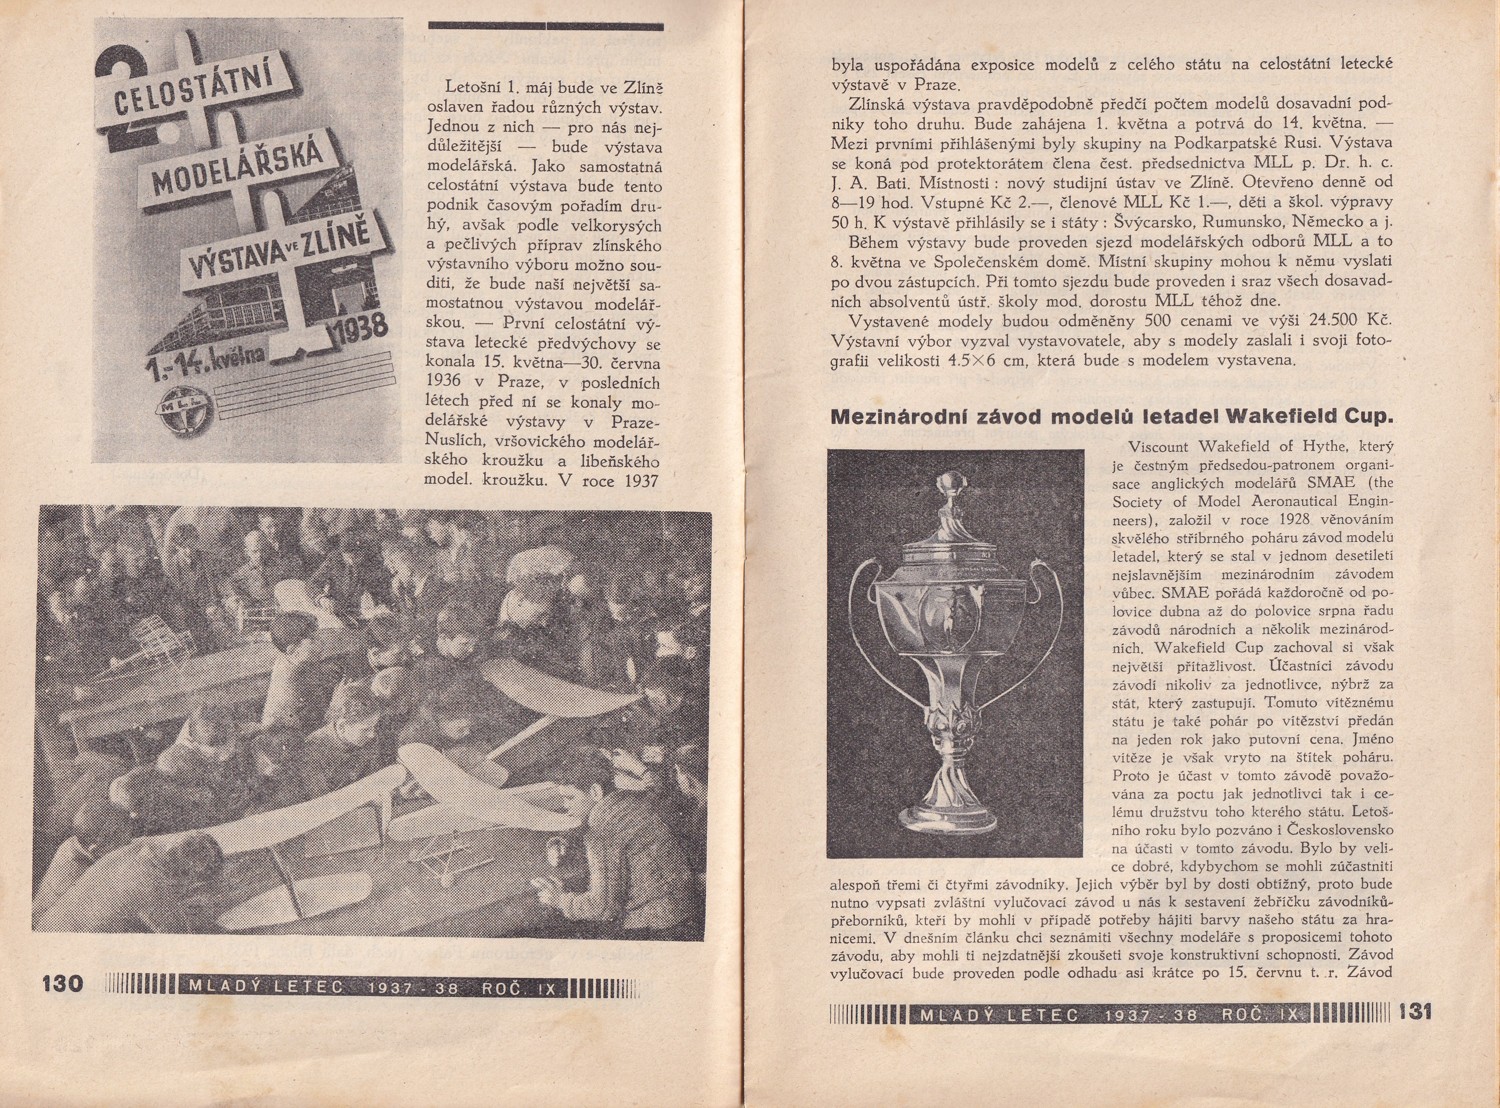 2.
CELOSTÁTNÍ
MODELÁŘSKÁ
VÝSTAVA VE ZLÍNĚ
1938
1.-14. května
MLL
Letošní 1. máj bude ve Zlíně
oslaven řadou různých výstav.
Jednou z nich — pro nás nej-
důležitější — bude výstava
modelářská. Jako samostatná
celostátní výstava bude tento
podnik časovým pořadím dru-
hý, avšak podle velkorysých
a pečlivých příprav zlínského
výstavního výboru možno sou-
diti, že bude naší největší sa-
mostatnou výstavou modelář-
skou. — První celostátní vý-
stava letecké předvýchovy se
konala 15. května—30. června
1936 v Praze, v posledních
létech před ní se konaly mo-
delářské výstavy v Praze-
Nuslích, vršovického modelář-
ského kroužku a libeňského
model. kroužku. V roce 1937
130 MLADÝ LETEC 1937-38 ROČ. IX
byla uspořádána exposice modelů z celého státu na celostátní letecké
výstavě v Praze.
Zlínská výstava pravděpodobně předčí počtem modelů dosavadní pod-
niky toho druhu. Bude zahájena 1. května a potrvá do 14. května. —
Mezi prvními přihlášenými byly skupiny na Podkarpatské Rusi. Výstava
se koná pod protektorátem člena čest. předsednictva MLL p. Dr. h. c.
J. A. Bati. Místnosti : nový studijní ústav ve Zlíně. Otevřeno denně od
8—19 hod. Vstupné Kč 2.—, členové MLL Kč 1.—, děti a škol. výpravy
50 h. K výstavě přihlásily se i státy : Švýcarsko, Rumunsko, Německo a j.
Během výstavy bude proveden sjezd modelářských odborů MLL a to
8. května ve Společenském domě. Místní skupiny mohou k němu vyslati
po dvou zástupcích. Při tomto sjezdu bude proveden i sraz všech dosavad-
ních absolventů ústř. školy mod. dorostu MLL téhož dne.
Vystavené modely budou odměněny 500 cenami ve výši 24.500 Kč.
Výstavní výbor vyzval vystavovatele, aby s modely zaslali i svoji foto-
grafii velikosti 4.5×6 cm, která bude s modelem vystavena.
Mezinárodní závod modelů letadel Wakefield Cup.
Viscount Wakefield of Hythe, který
je čestným předsedou-patronem organi-
sace anglických modelářů SMAE (the
Society of Model Aeronautical Engin-
neers), založil v roce 1928 věnováním
skvělého stříbrného poháru závod modelů
letadel, který se stal v jednom desetiletí
nejslavnějším mezinárodním závodem
vůbec. SMAE pořádá každoročně od po-
lovice dubna až do polovice srpna řadu
závodů národních a několik mezinárod-
ních. Wakefield Cup zachoval si však
největší přitažlivost. Účastníci závodu
závodí nikoliv za jednotlivce, nýbrž za
stát, který zastupují. Tomuto vítěznému
státu je také pohár po vítězství předán
na jeden rok jako putovní cena. Jméno
vítěze je však vryto na štítek poháru.
Proto je účast v tomto závodě považo-
vána za poctu jak jednotlivci tak i ce-
lému družstvu toho kterého státu. Letoš-
ního roku bylo pozváno i Československo
na účasti v tomto závodu. Bylo by veli-
ce dobré, kdybychom se mohli zúčastniti
alespoň třemi či čtyřmi závodníky. Jejich výběr byl by dosti obtížný, proto bude
nutno vypsati zvláštní vylučovací závod u nás k sestavení žebříčku závodníků-
přeborníků, kteří by mohli v případě potřeby hájiti barvy našeho státu za hra-
nicemi. V dnešním článku chci seznámiti všechny modeláře s proposicemi tohoto
závodu, aby mohli ti nejzdatnější zkoušeti svoje konstruktivní schopnosti. Závod
vylučovací bude proveden podle odhadu asi krátce po 15. červnu t. r. Závod
MLADÝ LETEC 1937-38 ROČ. IX 131